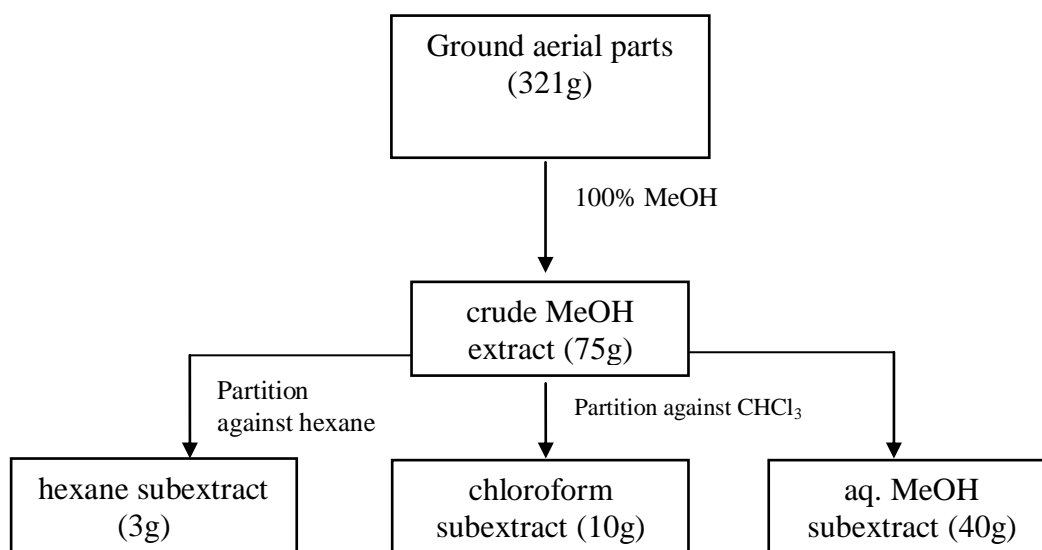 Ground aerial parts
(321g)
100% MeOH
crude MeOH
extract (75g)
Partition
against hexane
Partition against CHCl₃
hexane subextract
(3g)
chloroform
subextract (10g)
aq. MeOH
subextract (40g)